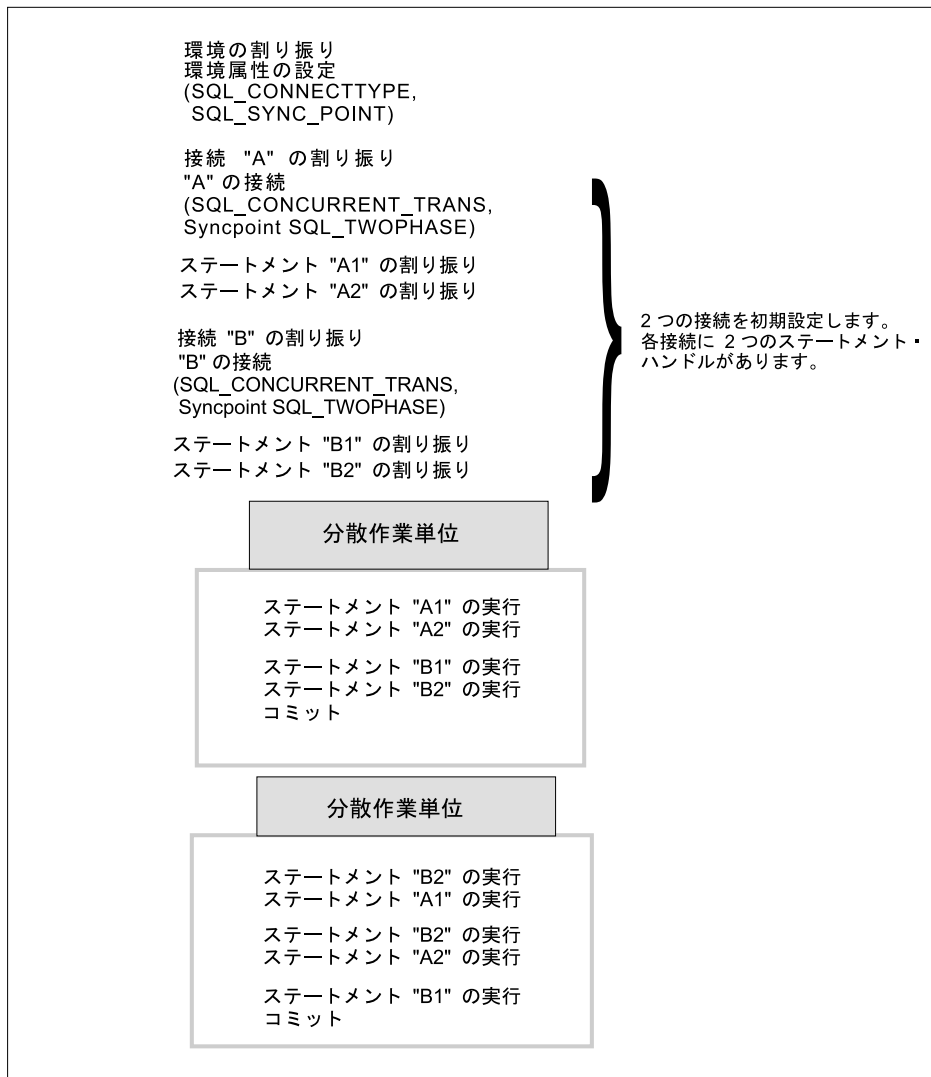 環境の割り振り
環境属性の設定
(SQL_CONNECTTYPE,
SQL_SYNC_POINT)
接続 "A" の割り振り
"A" の接続
(SQL_CONCURRENT_TRANS,
Syncpoint SQL_TWOPHASE)
ステートメント "A1" の割り振り
ステートメント "A2" の割り振り
接続 "B" の割り振り
"B" の接続
(SQL_CONCURRENT_TRANS,
Syncpoint SQL_TWOPHASE)
ステートメント "B1" の割り振り
ステートメント "B2" の割り振り
2 つの接続を初期設定します。
各接続に 2 つのステートメント・
ハンドルがあります。
分散作業単位
ステートメント "A1" の実行
ステートメント "A2" の実行
ステートメント "B1" の実行
ステートメント "B2" の実行
コミット
分散作業単位
ステートメント "B2" の実行
ステートメント "A1" の実行
ステートメント "B2" の実行
ステートメント "A2" の実行
ステートメント "B1" の実行
コミット